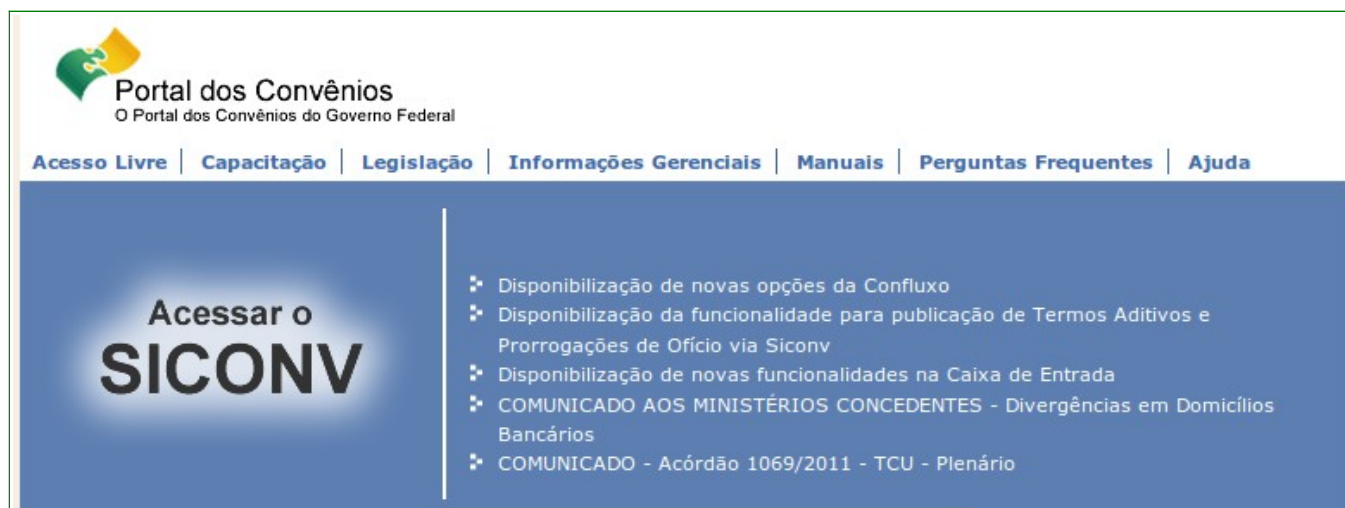 Portal dos Convênios
O Portal dos Convênios do Governo Federal
Acesso Livre | Capacitação | Legislação | Informações Gerenciais | Manuais | Perguntas Frequentes | Ajuda
Acessar o
SICONV
Disponibilização de novas opções da Confluxo
Disponibilização da funcionalidade para publicação de Termos Aditivos e
Prorrogações de Ofício via Siconv
Disponibilização de novas funcionalidades na Caixa de Entrada
COMUNICADO AOS MINISTÉRIOS CONCEDENTES - Divergências em Domicílios
Bancários
COMUNICADO - Acórdão 1069/2011 - TCU - Plenário